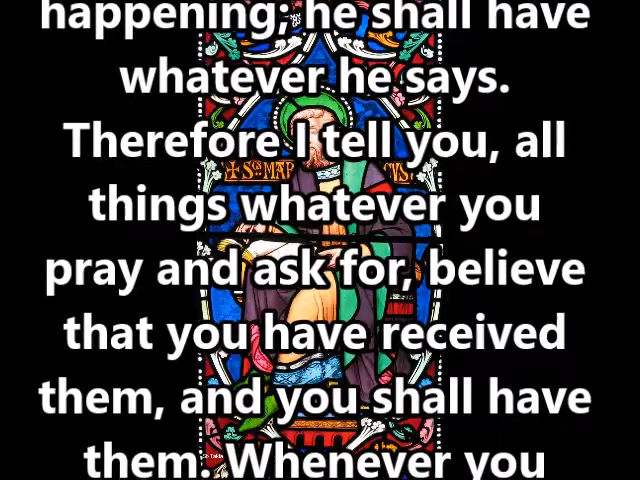 happening; he shall have
whatever he says.
Therefore I tell you, all
things whatever you
pray and ask for, believe
that you have received
them, and you shall have
them. Whenever you